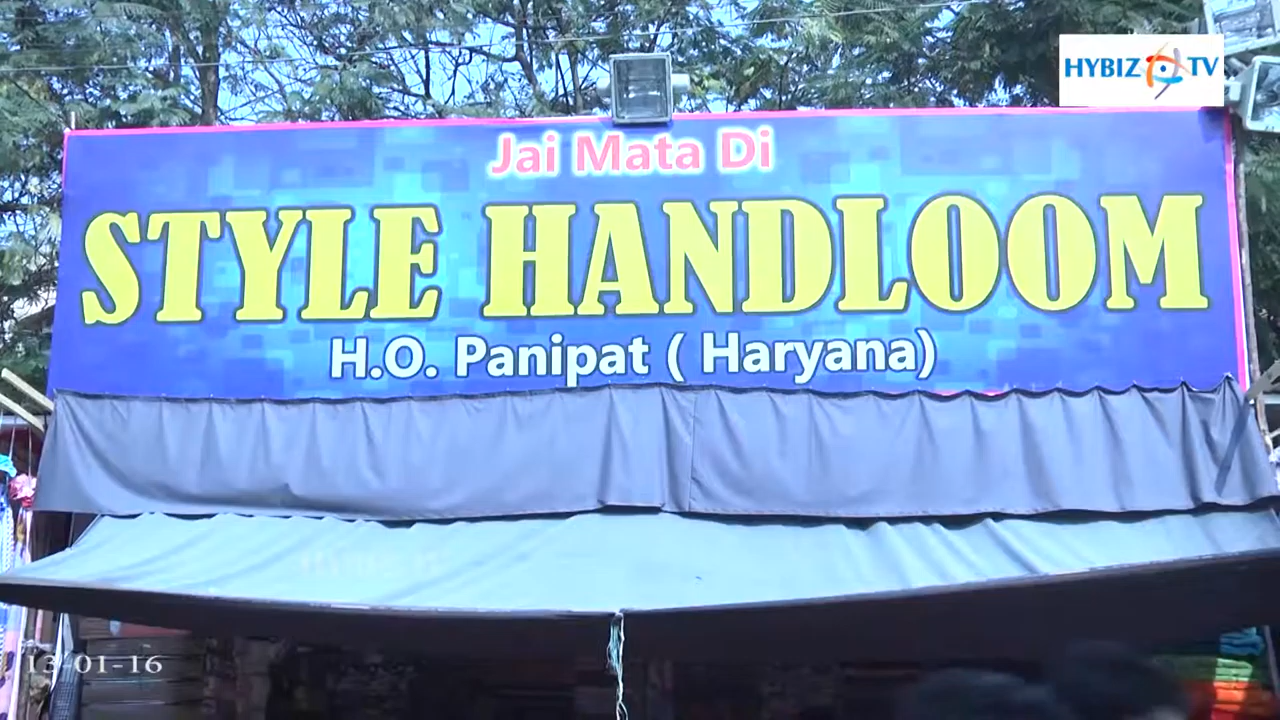 HYBIZ TV
Jai Mata Di
STYLE HANDLOOM
H.O. Panipat ( Haryana)
13-01-16